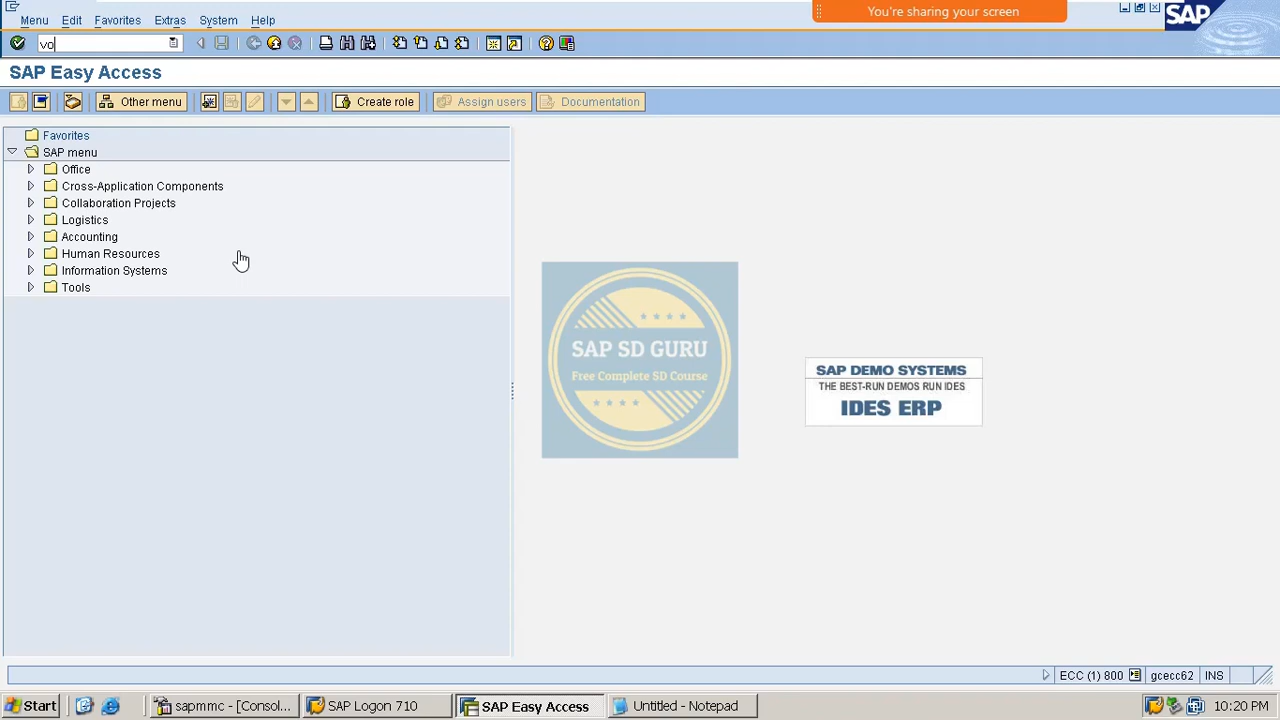 You're sharing your screen
Menu Edit Favorites Extras System Help
SAP
vo
SAP Easy Access
Other menu Create role Assign users Documentation
Favorites
SAP menu
Office
Cross-Application Components
Collaboration Projects
Logistics
Accounting
Human Resources
Information Systems
Tools
SAP SD GURU
Free Complete SD Course
SAP DEMO SYSTEMS
THE BEST-RUN DEMOS RUN IDES
IDES ERP
ECC (1) 800 gcecc62 INS
Start sapmmc - [Consol... SAP Logon 710 SAP Easy Access Untitled - Notepad 10:20 PM